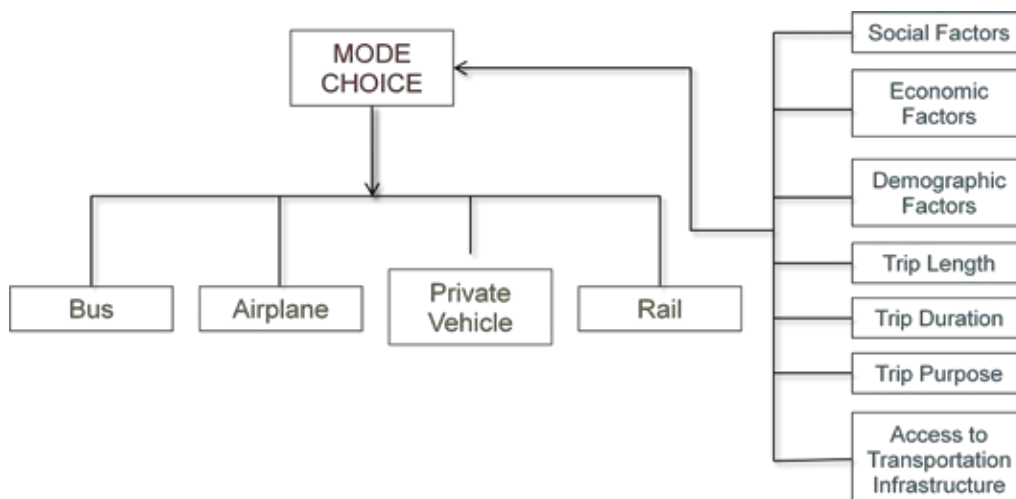 MODE
CHOICE
Bus
Airplane
Private
Vehicle
Rail
Social Factors
Economic
Factors
Demographic
Factors
Trip Length
Trip Duration
Trip Purpose
Access to
Transportation
Infrastructure